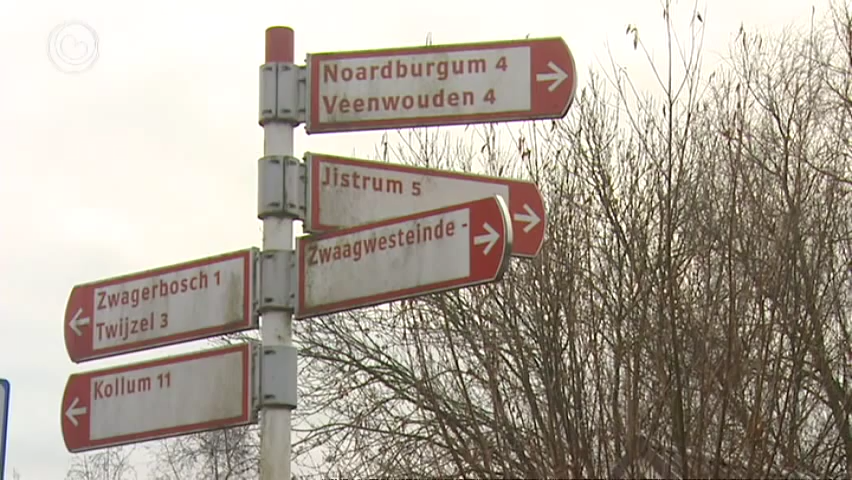 Noardburgum 4
Veenwouden 4
Jistrum 5
Zwaagwesteinde -
Zwagerbosch 1
Twijzel 3
Kollum 11